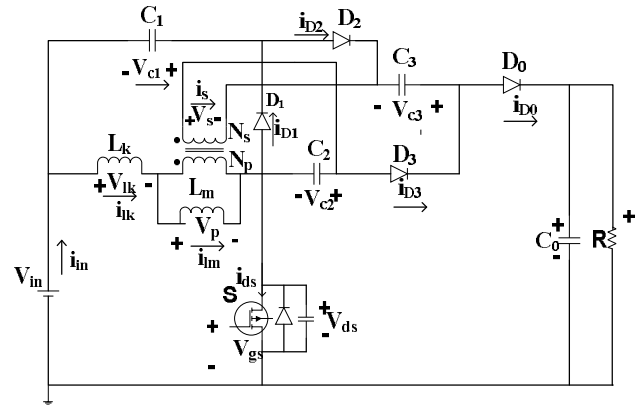 C1
iD2
D2
- Vc1 +
C3
D0
is
+ Vs -
D1
- Vc3 +
iD0
Ns
iD1
Lk
Np
C2
D3
+ Vlk -
Lm
- Vc2 +
iD3
ilk
Vp
+ -
ilm
iin
C0
+
-
R
+
Vin
ids
S
+
-
Vgs
+
-
Vds